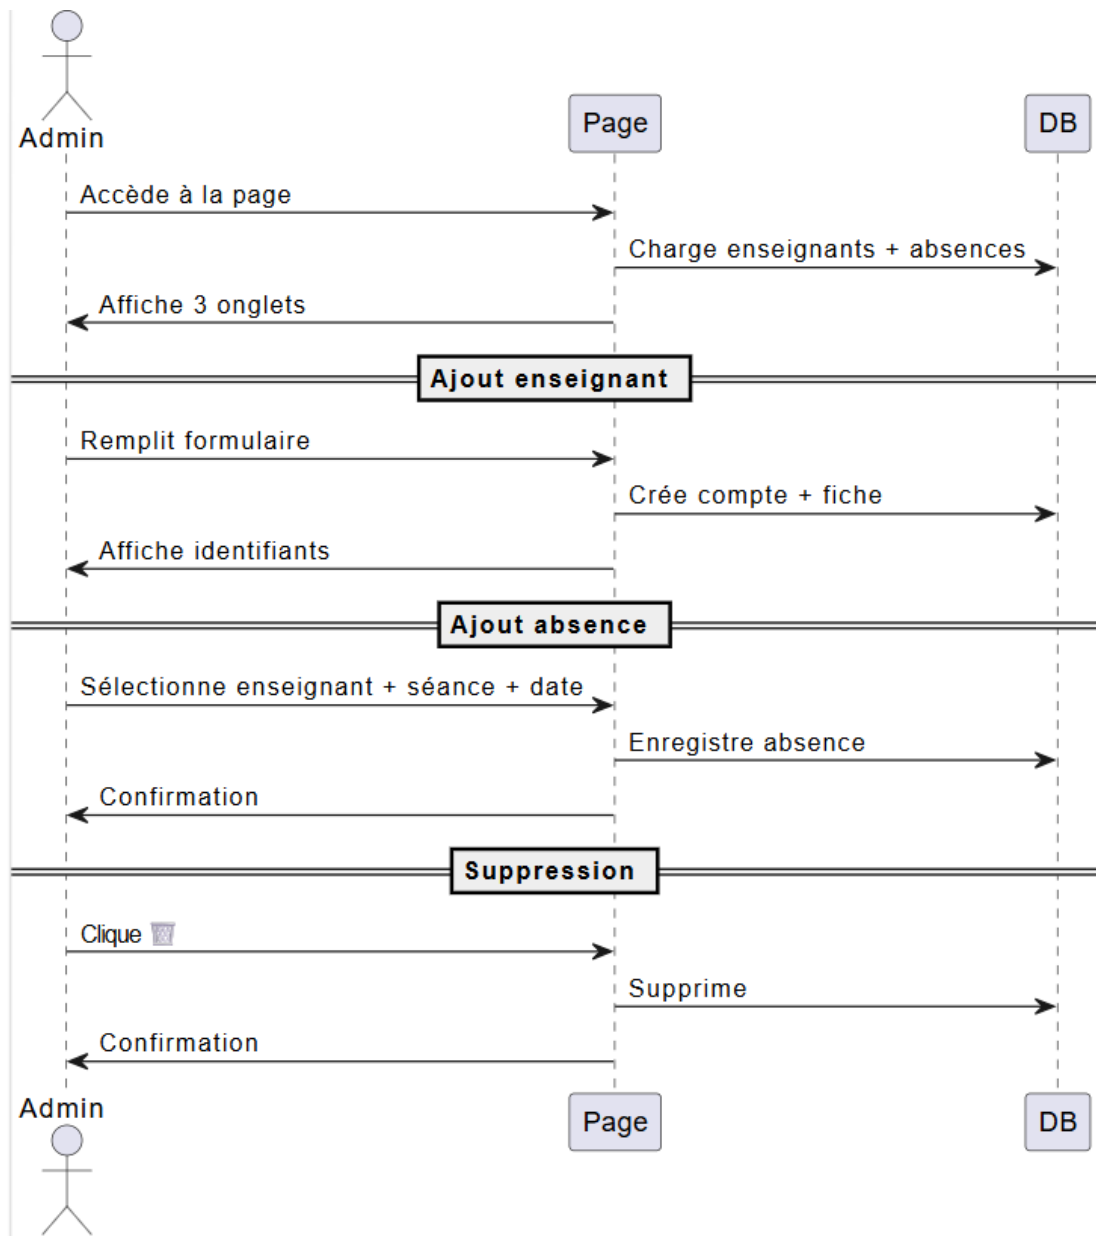 Admin
Page
DB
Accède à la page
Charge enseignants + absences
Affiche 3 onglets
Ajout enseignant
Remplit formulaire
Crée compte + fiche
Affiche identifiants
Ajout absence
Sélectionne enseignant + séance + date
Enregistre absence
Confirmation
Suppression
Clique 🗑
Supprime
Confirmation
Admin
Page
DB